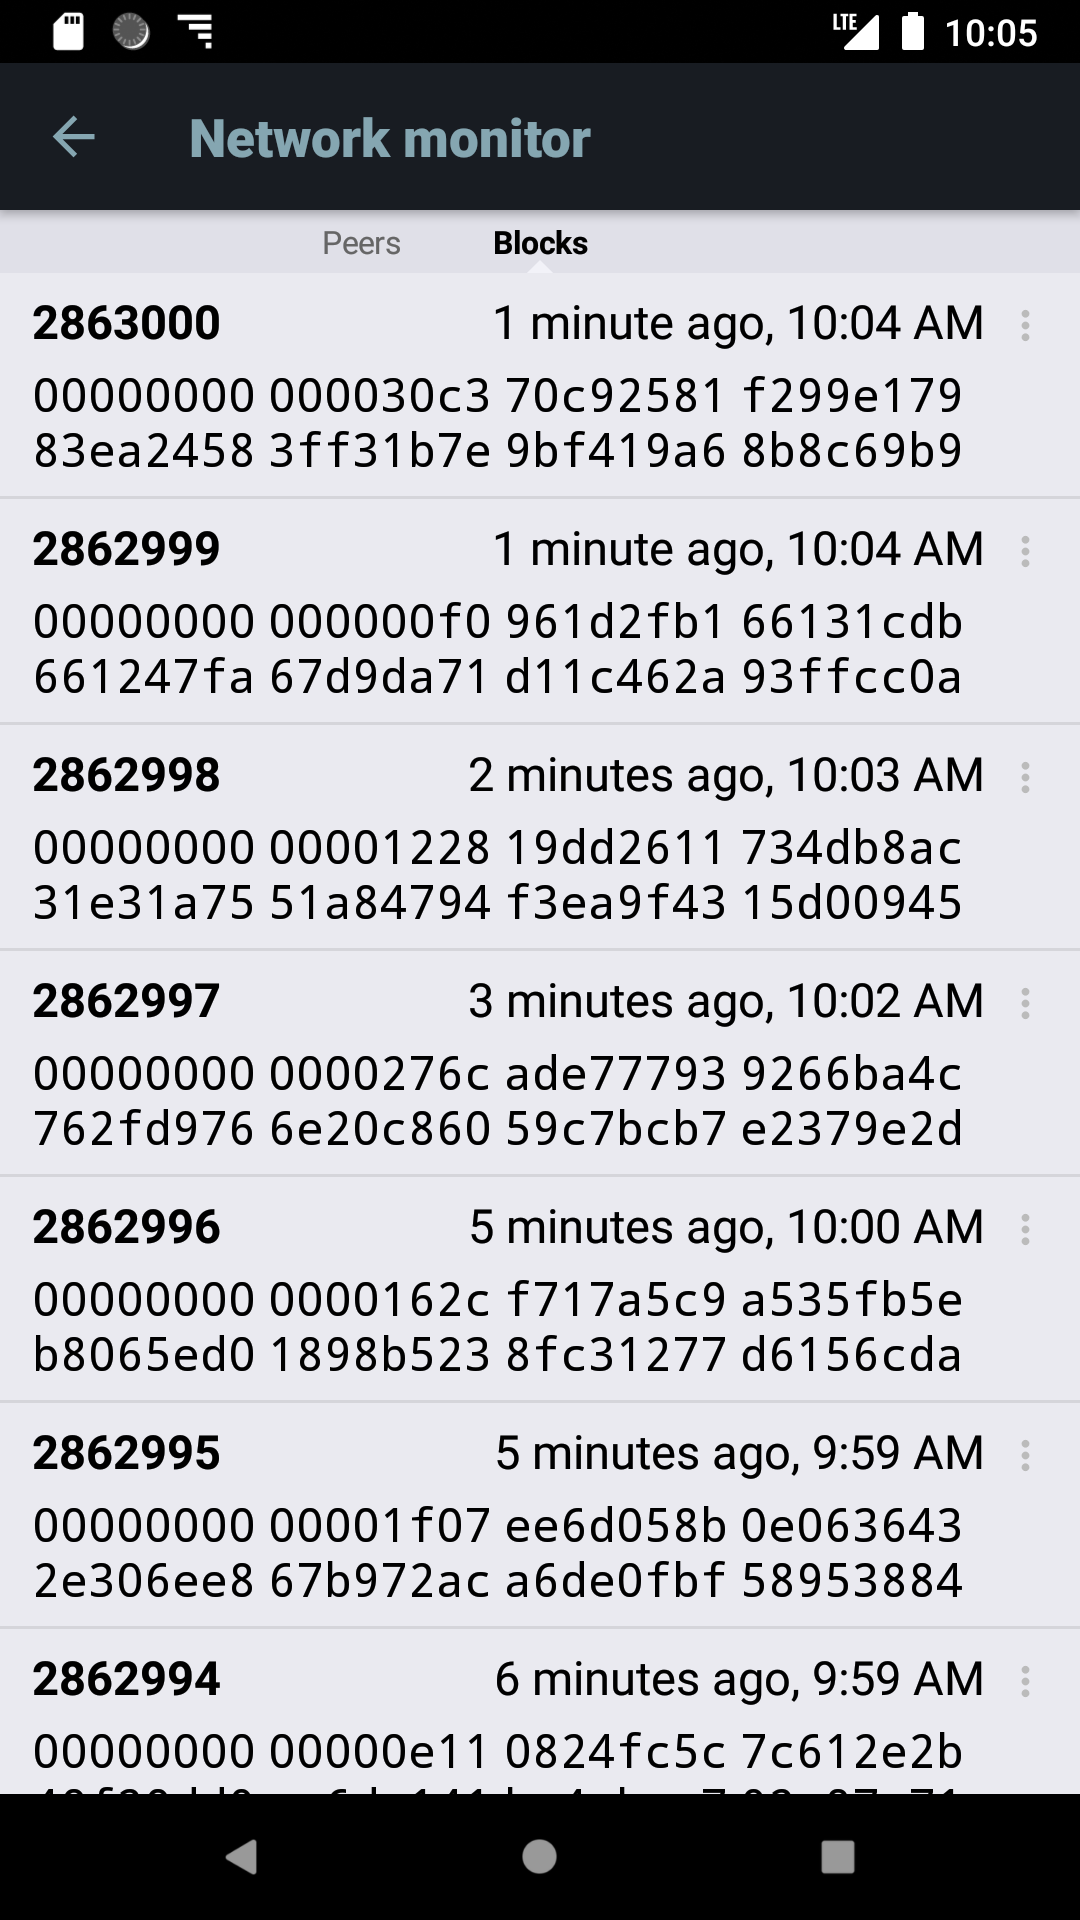 LTE 10:05
Network monitor
Peers Blocks
2863000 1 minute ago, 10:04 AM
00000000 000030c3 70c92581 f299e179
83ea2458 3ff31b7e 9bf419a6 8b8c69b9
2862999 1 minute ago, 10:04 AM
00000000 000000f0 961d2fb1 66131cdb
661247fa 67d9da71 d11c462a 93ffcc0a
2862998 2 minutes ago, 10:03 AM
00000000 00001228 19dd2611 734db8ac
31e31a75 51a84794 f3ea9f43 15d00945
2862997 3 minutes ago, 10:02 AM
00000000 0000276c ade77793 9266ba4c
762fd976 6e20c860 59c7bcb7 e2379e2d
2862996 5 minutes ago, 10:00 AM
00000000 0000162c f717a5c9 a535fb5e
b8065ed0 1898b523 8fc31277 d6156cda
2862995 5 minutes ago, 9:59 AM
00000000 00001f07 ee6d058b 0e063643
2e306ee8 67b972ac a6de0fbf 58953884
2862994 6 minutes ago, 9:59 AM
00000000 00000e11 0824fc5c 7c612e2b